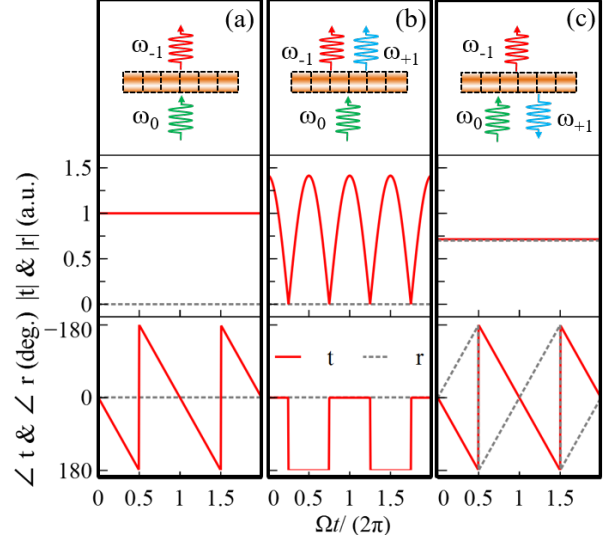 (a) (b) (c)
ω-1 ω-1 ω+1 ω-1
ω0 ω0 ω0 ω+1
|t| & |r| (a.u.)
1.5
1
0.5
0
∠ t & ∠ r (deg.)
−180
0
180
t r
0 0.5 1 1.5 0 0.5 1 1.5 0 0.5 1 1.5
Ωt/ (2π)